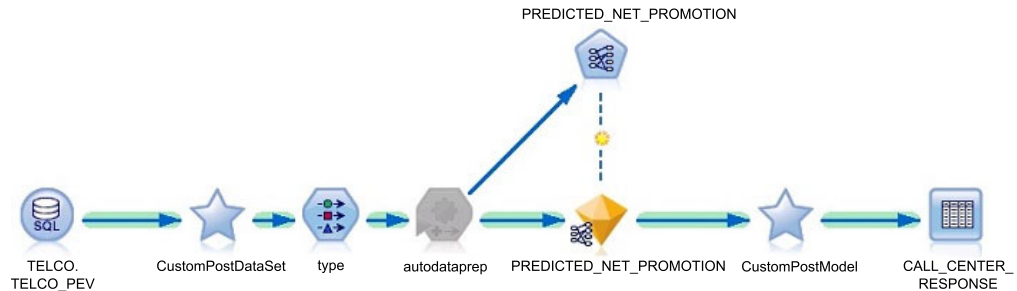 PREDICTED_NET_PROMOTION
SQL
TELCO.
TELCO_PEV
CustomPostDataSet
type
autodataprep
PREDICTED_NET_PROMOTION
CustomPostModel
CALL_CENTER_
RESPONSE